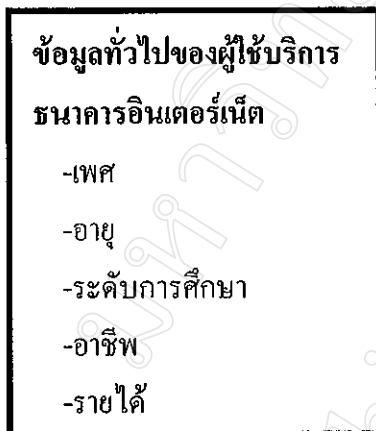 ข้อมูลทั่วไปของผู้ใช้บริการ
ธนาคารอินเตอร์เน็ต
-เพศ
-อายุ
-ระดับการศึกษา
-อาชีพ
-รายได้